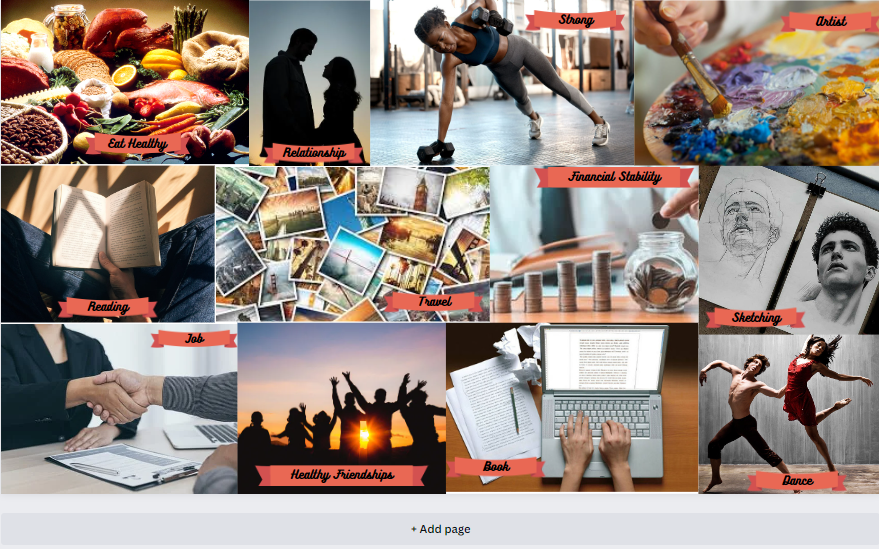 Eat Healthy
Relationship
Strong
Artist
Reading
Travel
Financial Stability
Sketching
Job
Healthy Friendships
Book
Dance
+ Add page